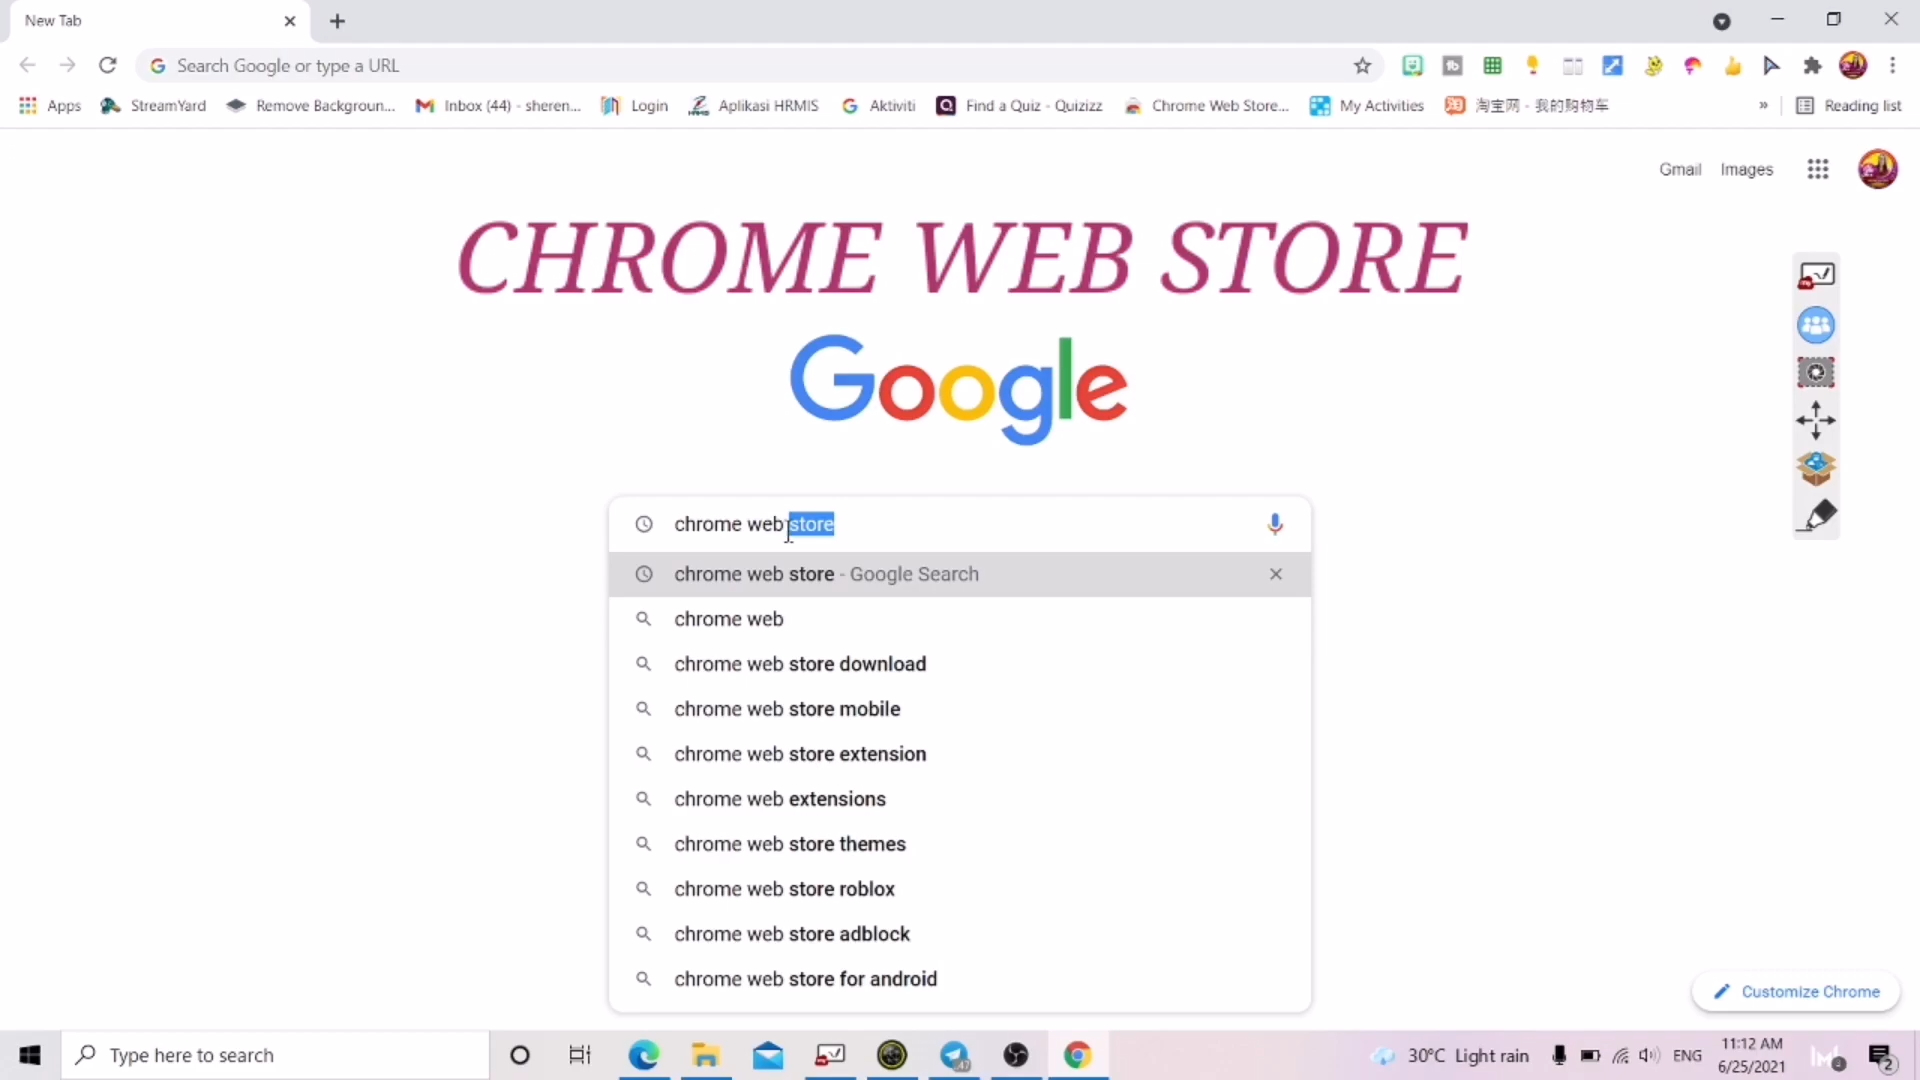 New Tab
Search Google or type a URL
Apps StreamYard Remove Backgroun... Inbox (44) - sheren... Login Aplikasi HRMIS Aktiviti Find a Quiz - Quizizz Chrome Web Store... My Activities 淘宝网 - 我的购物车 » Reading list
Gmail Images
CHROME WEB STORE
Google
chrome web store
chrome web store - Google Search
chrome web
chrome web store download
chrome web store mobile
chrome web store extension
chrome web extensions
chrome web store themes
chrome web store roblox
chrome web store adblock
chrome web store for android
Customize Chrome
Type here to search
30°C Light rain
ENG
11:12 AM
6/25/2021
2